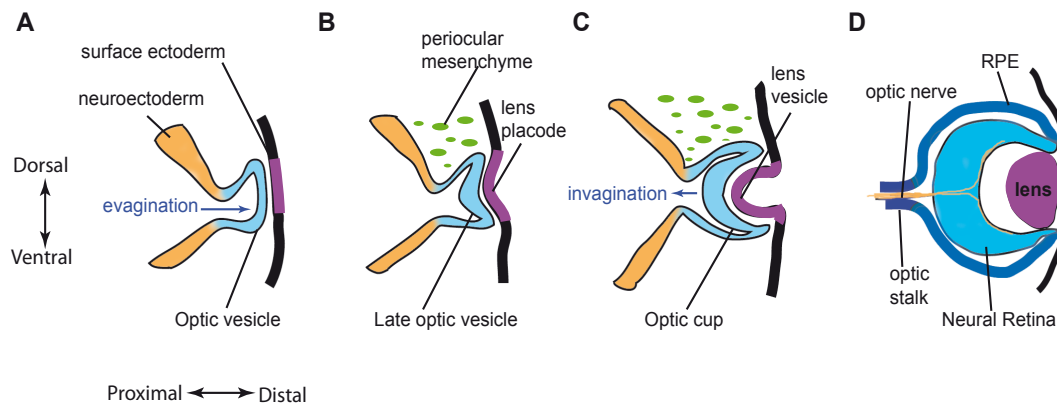 A
surface ectoderm
neuroectoderm
Dorsal
evagination
Ventral
Optic vesicle
Proximal
Distal
B
periocular
mesenchyme
lens
placode
Late optic vesicle
C
lens
vesicle
invagination
Optic cup
D
RPE
optic nerve
lens
optic
stalk
Neural Retina